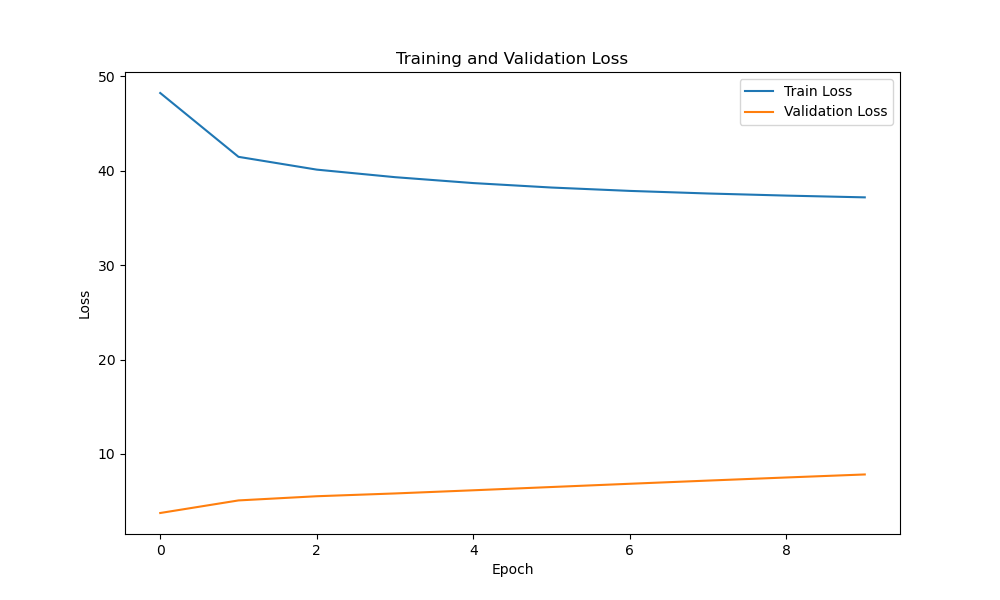 Training and Validation Loss
Train Loss
Validation Loss
50
40
30
20
10
Loss
0 2 4 6 8
Epoch